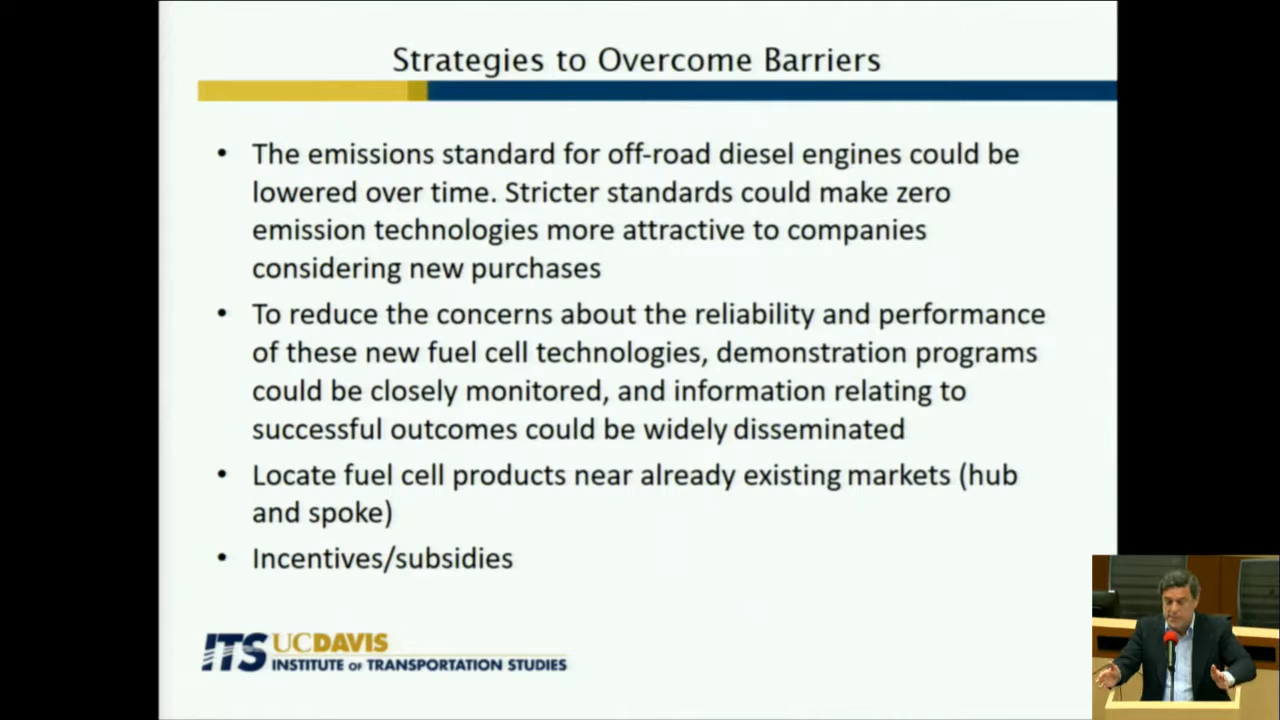 Strategies to Overcome Barriers
• The emissions standard for off-road diesel engines could be
lowered over time. Stricter standards could make zero
emission technologies more attractive to companies
considering new purchases
• To reduce the concerns about the reliability and performance
of these new fuel cell technologies, demonstration programs
could be closely monitored, and information relating to
successful outcomes could be widely disseminated
• Locate fuel cell products near already existing markets (hub
and spoke)
• Incentives/subsidies
ITS UCDAVIS
INSTITUTE OF TRANSPORTATION STUDIES